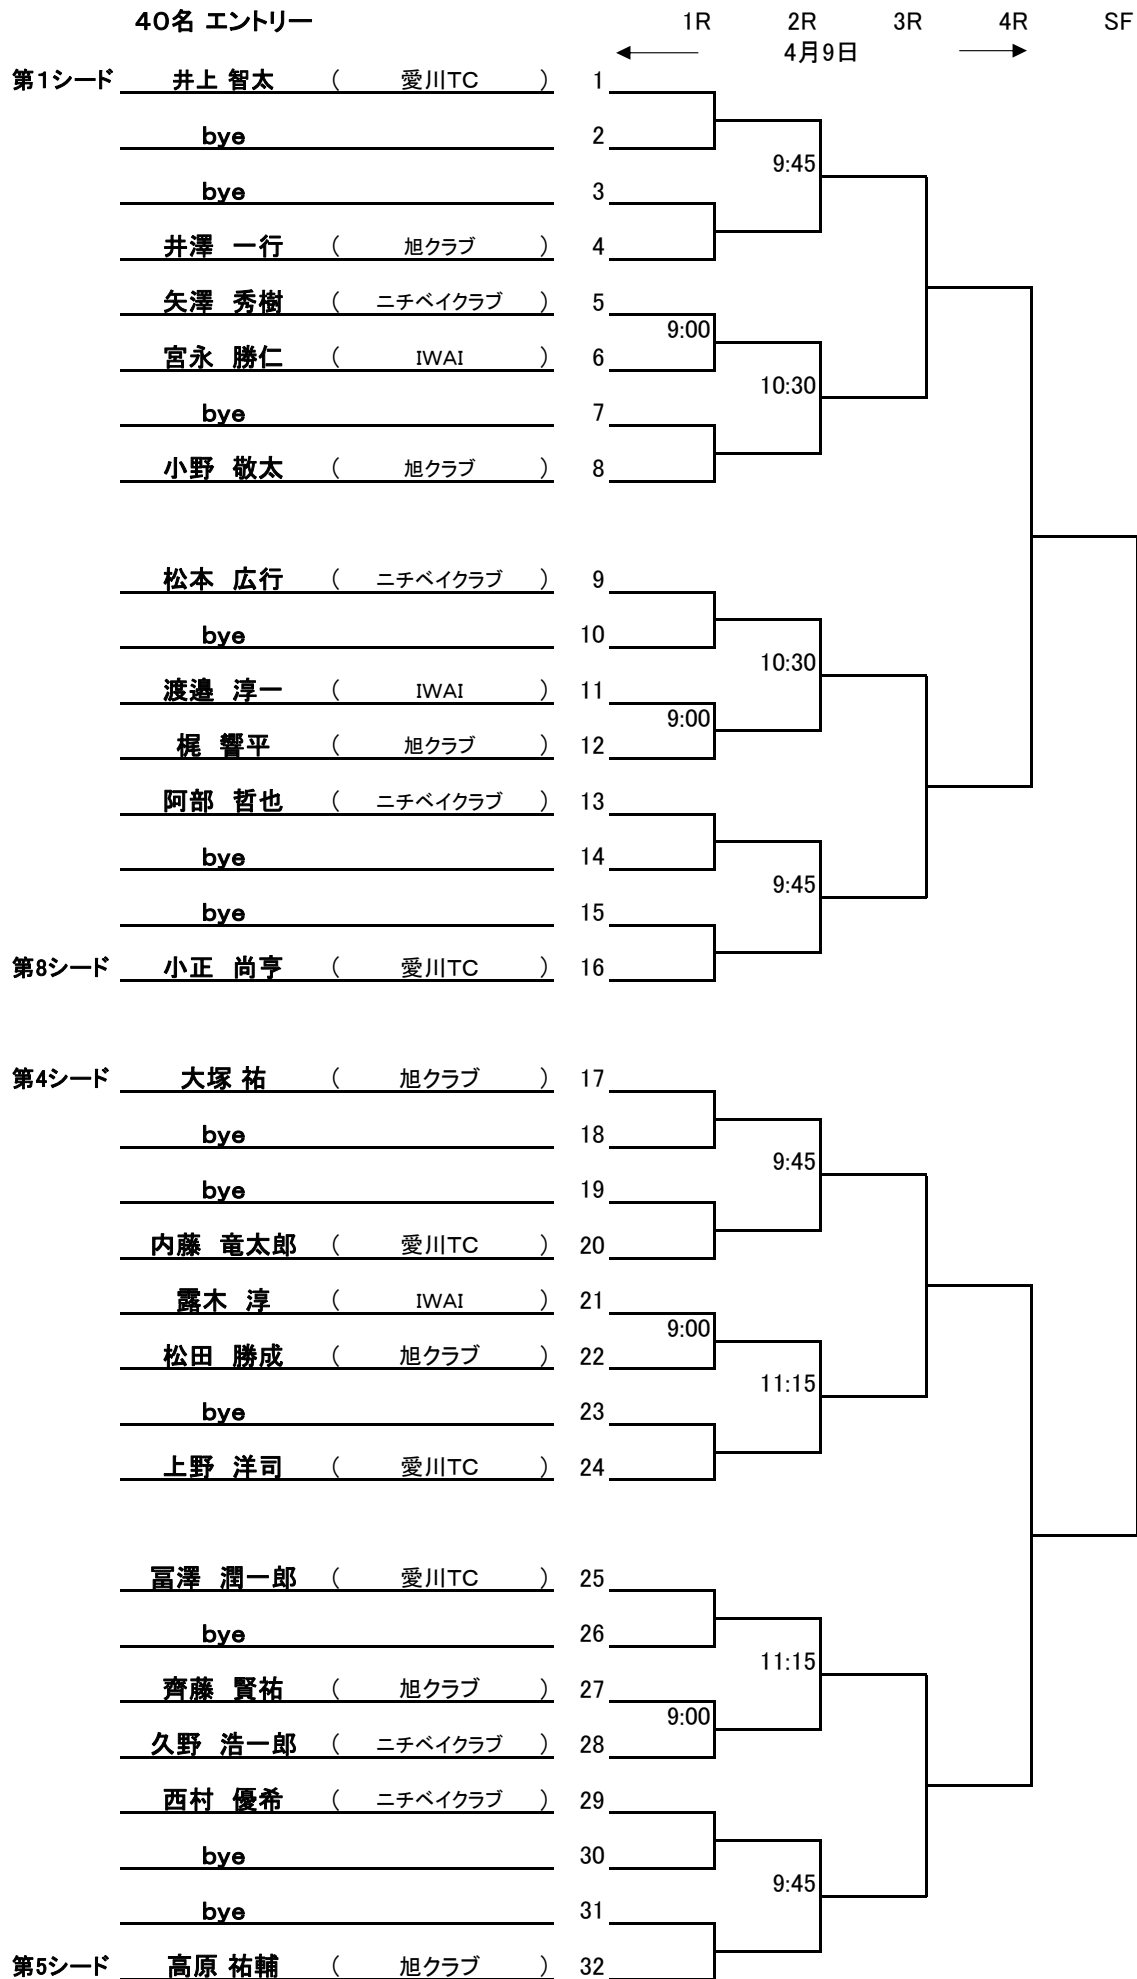 40名 エントリー 1R 2R 3R 4R SF
4月9日
第1シード 井上 智太 ( 愛川TC ) 1
bye 2
9:45
bye 3
井澤 一行 ( 旭クラブ ) 4
矢澤 秀樹 ( ニチベイクラブ ) 5
9:00
宮永 勝仁 ( IWAI ) 6
10:30
bye 7
小野 敬太 ( 旭クラブ ) 8
松本 広行 ( ニチベイクラブ ) 9
bye 10
10:30
渡邉 淳一 ( IWAI ) 11
9:00
梶 響平 ( 旭クラブ ) 12
阿部 哲也 ( ニチベイクラブ ) 13
bye 14
9:45
bye 15
第8シード 小正 尚亨 ( 愛川TC ) 16
第4シード 大塚 祐 ( 旭クラブ ) 17
bye 18
9:45
bye 19
内藤 竜太郎 ( 愛川TC ) 20
露木 淳 ( IWAI ) 21
9:00
松田 勝成 ( 旭クラブ ) 22
11:15
bye 23
上野 洋司 ( 愛川TC ) 24
冨澤 潤一郎 ( 愛川TC ) 25
bye 26
11:15
齊藤 賢祐 ( 旭クラブ ) 27
9:00
久野 浩一郎 ( ニチベイクラブ ) 28
西村 優希 ( ニチベイクラブ ) 29
bye 30
9:45
bye 31
第5シード 高原 祐輔 ( 旭クラブ ) 32